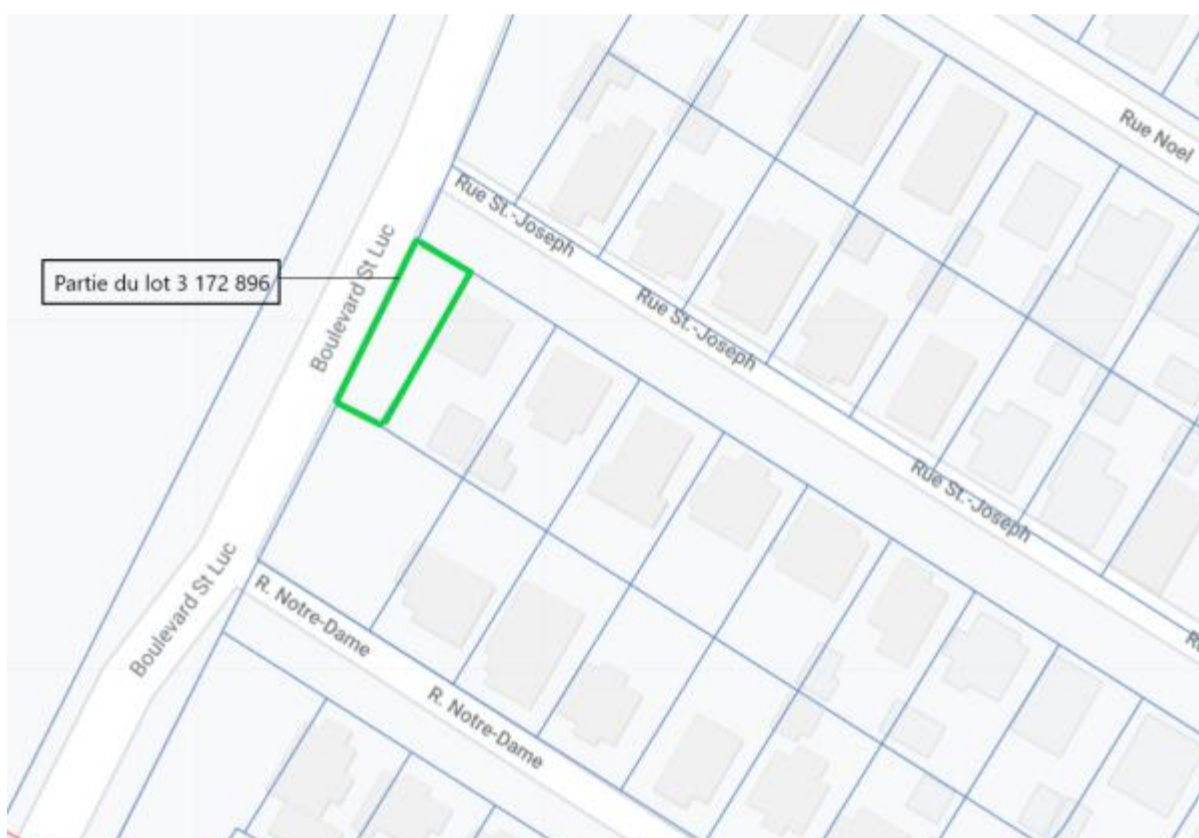 Rue Noel
Rue St.-Joseph
Partie du lot 3 172 896
Boulevard St Luc
Rue St.-Joseph
Rue St.-Joseph
Boulevard St Luc
R. Notre-Dame
R. Notre-Dame